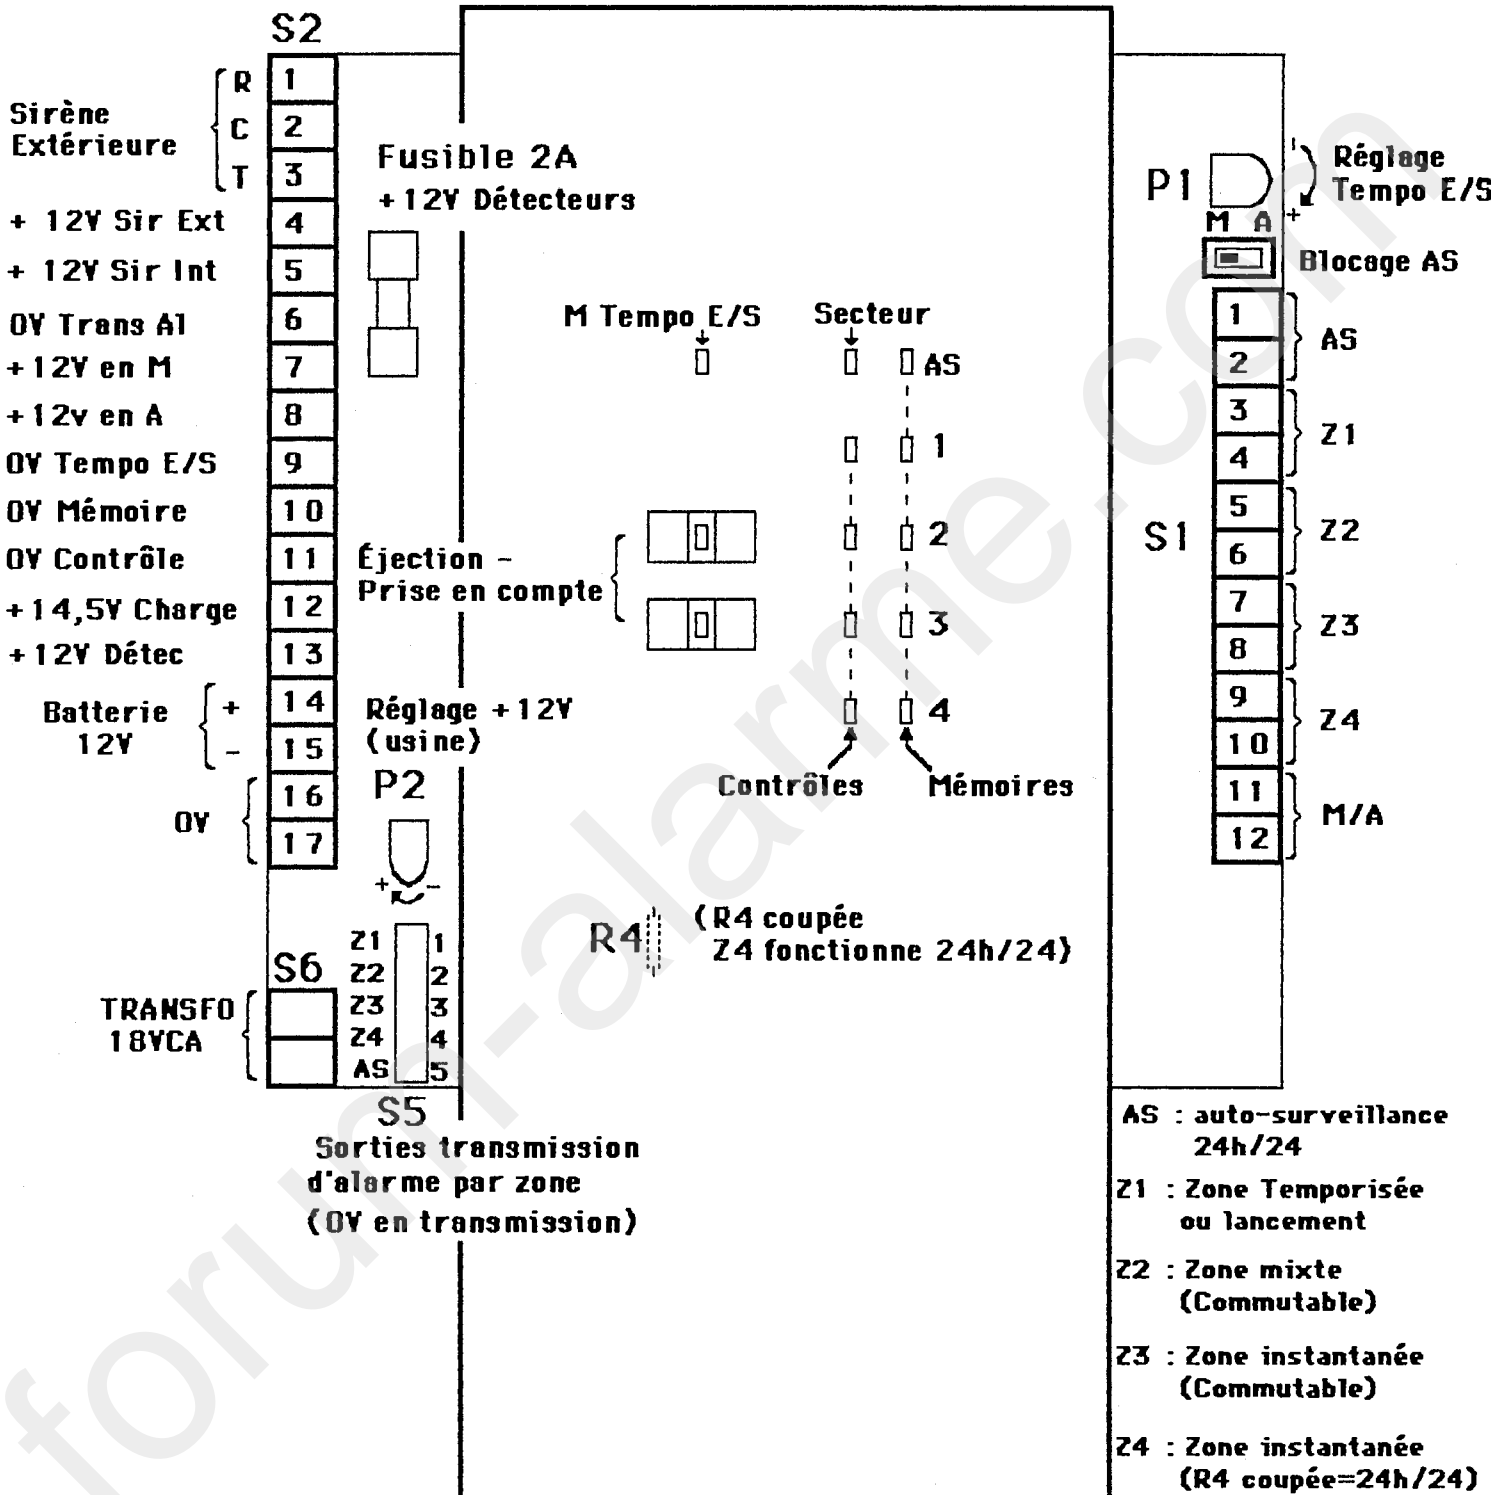 S2
R 1
Sirène
Extérieure
C 2
T 3
+ 12V Sir Ext 4
+ 12V Sir Int 5
0V Trans Al 6
+12V en M 7
+12v en A 8
0V Tempo E/S 9
0V Mémoire 10
0V Contrôle 11
+14,5V Charge 12
+12V Détec 13
Batterie
12V
+ 14
- 15
0V
16
17
S6
TRANSFO
18VCA
Fusible 2A
+12V Détecteurs
Éjection -
Prise en compte
Réglage +12V
(usine)
P2
+ -
Z1 1
Z2 2
Z3 3
Z4 4
AS 5
S5
Sorties transmission
d'alarme par zone
(0V en transmission)
M Tempo E/S
Secteur
AS
1
2
3
4
Contrôles
Mémoires
R4
(R4 coupée
Z4 fonctionne 24h/24)
P1
-
+
Réglage
Tempo E/S
M A
Blocage AS
S1
1
2
AS
3
4
Z1
5
6
Z2
7
8
Z3
9
10
Z4
11
12
M/A
AS : auto-surveillance
24h/24
Z1 : Zone Temporisée
ou lancement
Z2 : Zone mixte
(Commutable)
Z3 : Zone instantanée
(Commutable)
Z4 : Zone instantanée
(R4 coupée=24h/24)
forum-alarme.com